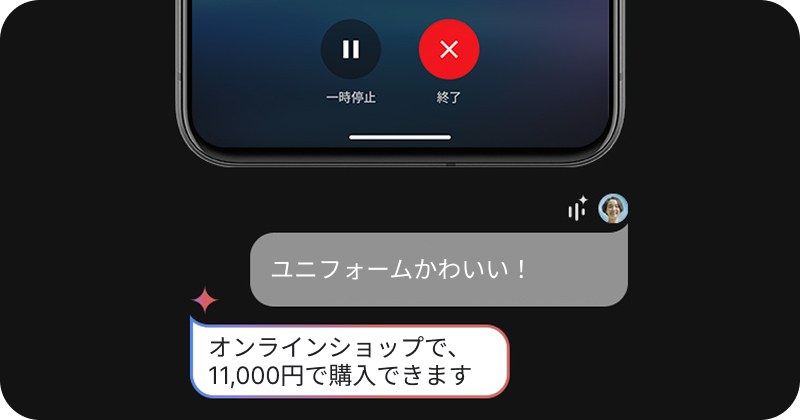 一時停止
終了
ユニフォームかわいい！
オンラインショップで、
11,000円で購入できます